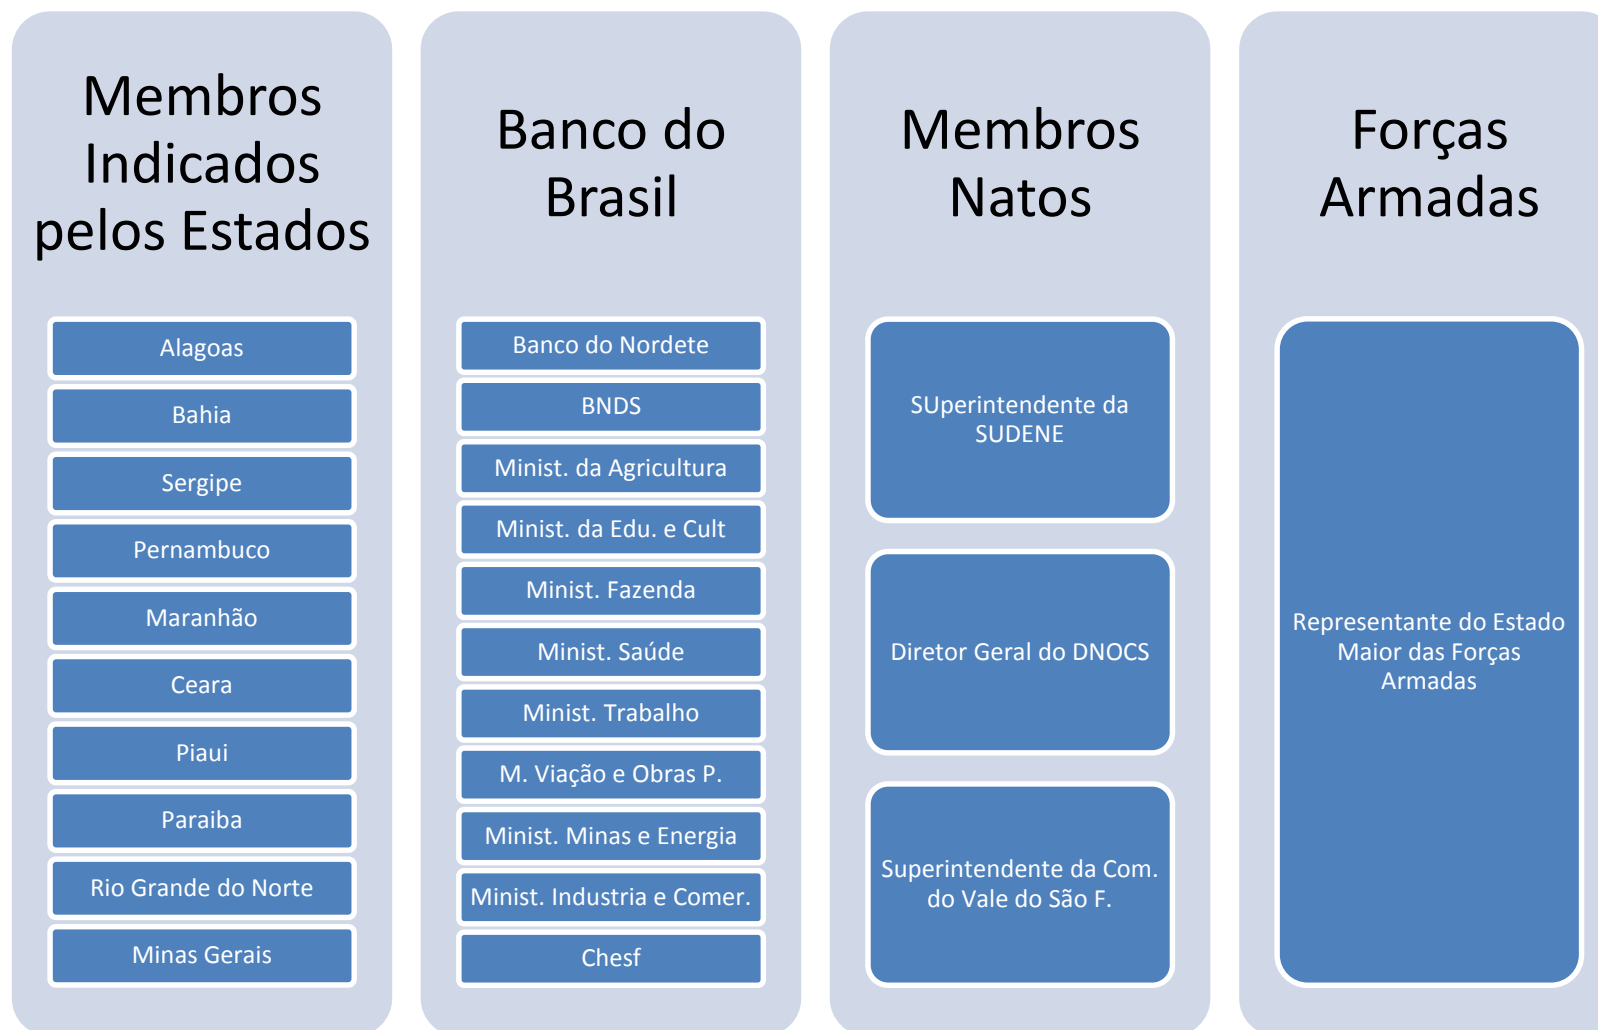 Membros
Indicados
pelos Estados
Alagoas
Bahia
Sergipe
Pernambuco
Maranhão
Ceara
Piaui
Paraiba
Rio Grande do Norte
Minas Gerais
Banco do
Brasil
Banco do Nordete
BNDS
Minist. da Agricultura
Minist. da Edu. e Cult
Minist. Fazenda
Minist. Saúde
Minist. Trabalho
M. Viação e Obras P.
Minist. Minas e Energia
Minist. Industria e Comer.
Chesf
Membros
Natos
SUperintendente da
SUDENE
Diretor Geral do DNOCS
Superintendente da Com.
do Vale do São F.
Forças
Armadas
Representante do Estado
Maior das Forças
Armadas